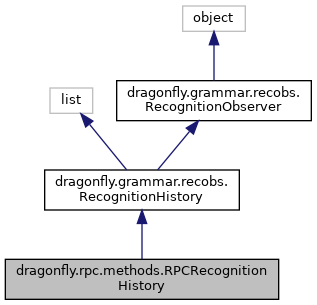 object
list
dragonfly.grammar.recobs.
RecognitionObserver
dragonfly.grammar.recobs.
RecognitionHistory
dragonfly.rpc.methods.RPCRecognition
History